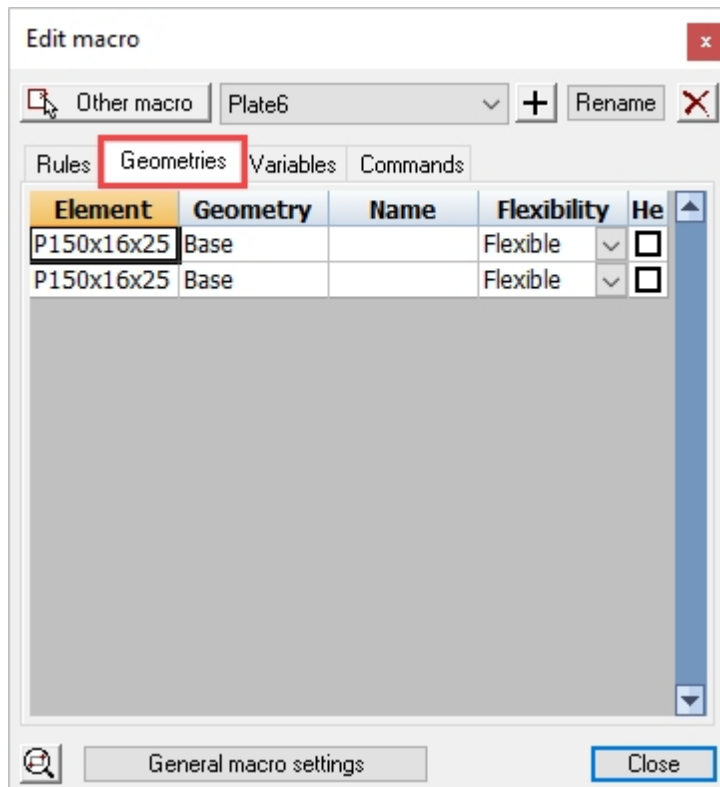 Edit macro
x
Other macro Plate6 + Rename
Rules Geometries Variables Commands
Element Geometry Name Flexibility He
P150x16x25 Base Flexible
P150x16x25 Base Flexible
General macro settings Close